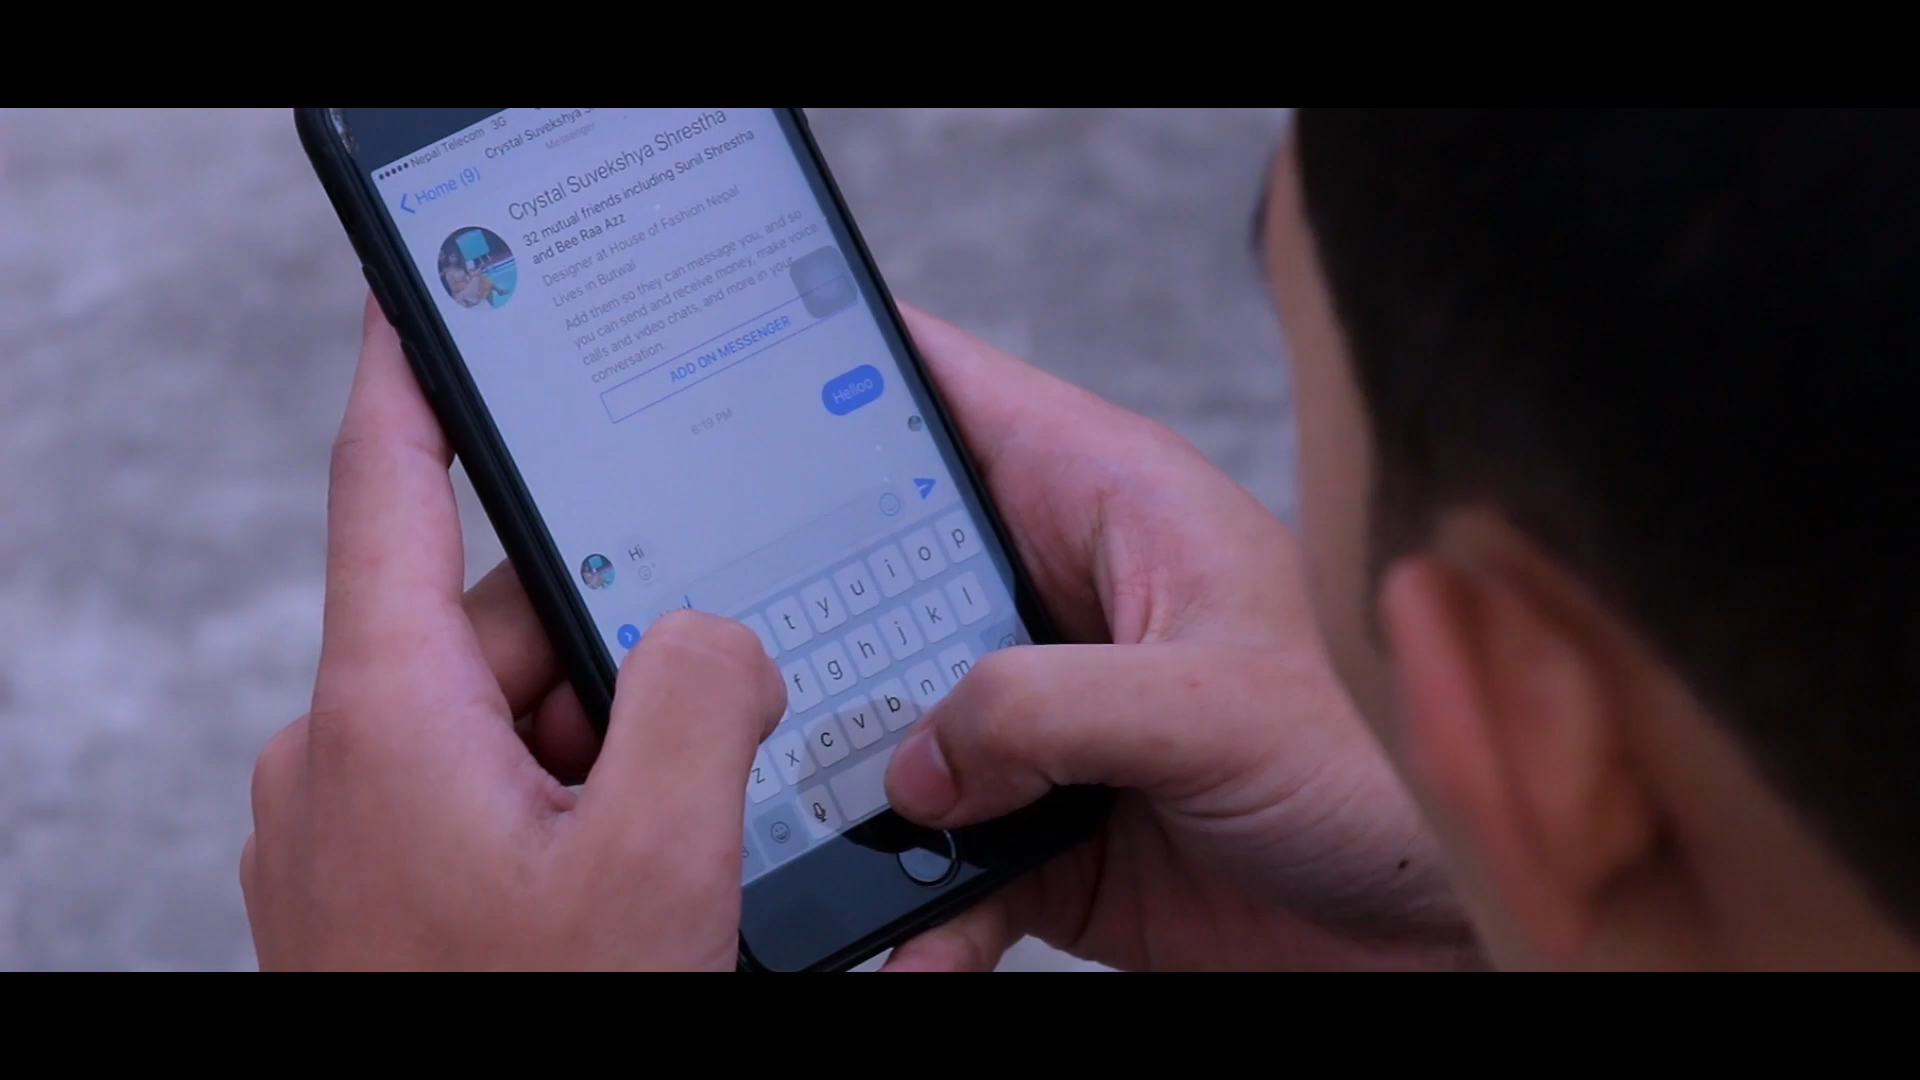 Nepal Telecom 3G
Home (9)
Crystal Suvekshya
Messenger
Crystal Suvekshya Shrestha
32 mutual friends including Sunil Shrestha
and Bee Raa Azz
Designer at House of Fashion Nepal
Lives in Butwal
Add them so they can message you, and so
you can send and receive money, make voice
calls and video chats, and more in your
conversation.
ADD ON MESSENGER
6:19 PM
Helloo
Hi
t y u i o p
f g h j k l
z x c v b n m